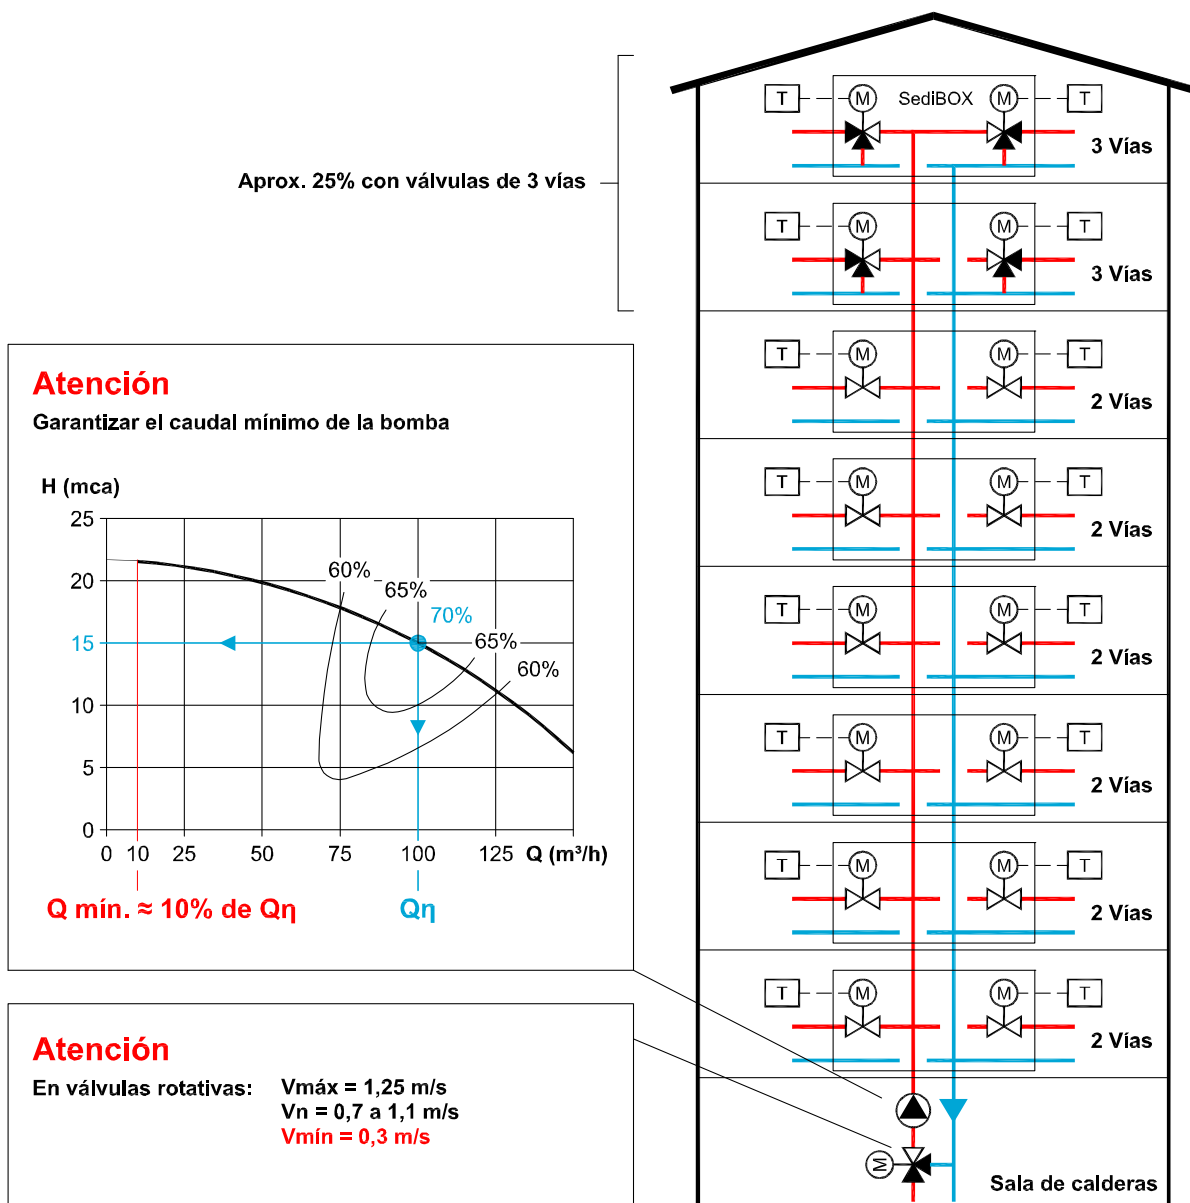 T
M
SediBOX
M
T
3 Vías
Aprox. 25% con válvulas de 3 vías
T
M
M
T
3 Vías
T
M
M
T
2 Vías
T
M
M
T
2 Vías
T
M
M
T
2 Vías
T
M
M
T
2 Vías
T
M
M
T
2 Vías
T
M
M
T
2 Vías
M
Sala de calderas
Atención
Garantizar el caudal mínimo de la bomba
H (mca)
25
20
15
10
5
0
60%
65%
70%
65%
60%
0 10 25 50 75 100 125 Q (m³/h)
Q mín. ≈ 10% de Qη
Qη
Atención
En válvulas rotativas: Vmáx = 1,25 m/s
Vn = 0,7 a 1,1 m/s
Vmín = 0,3 m/s